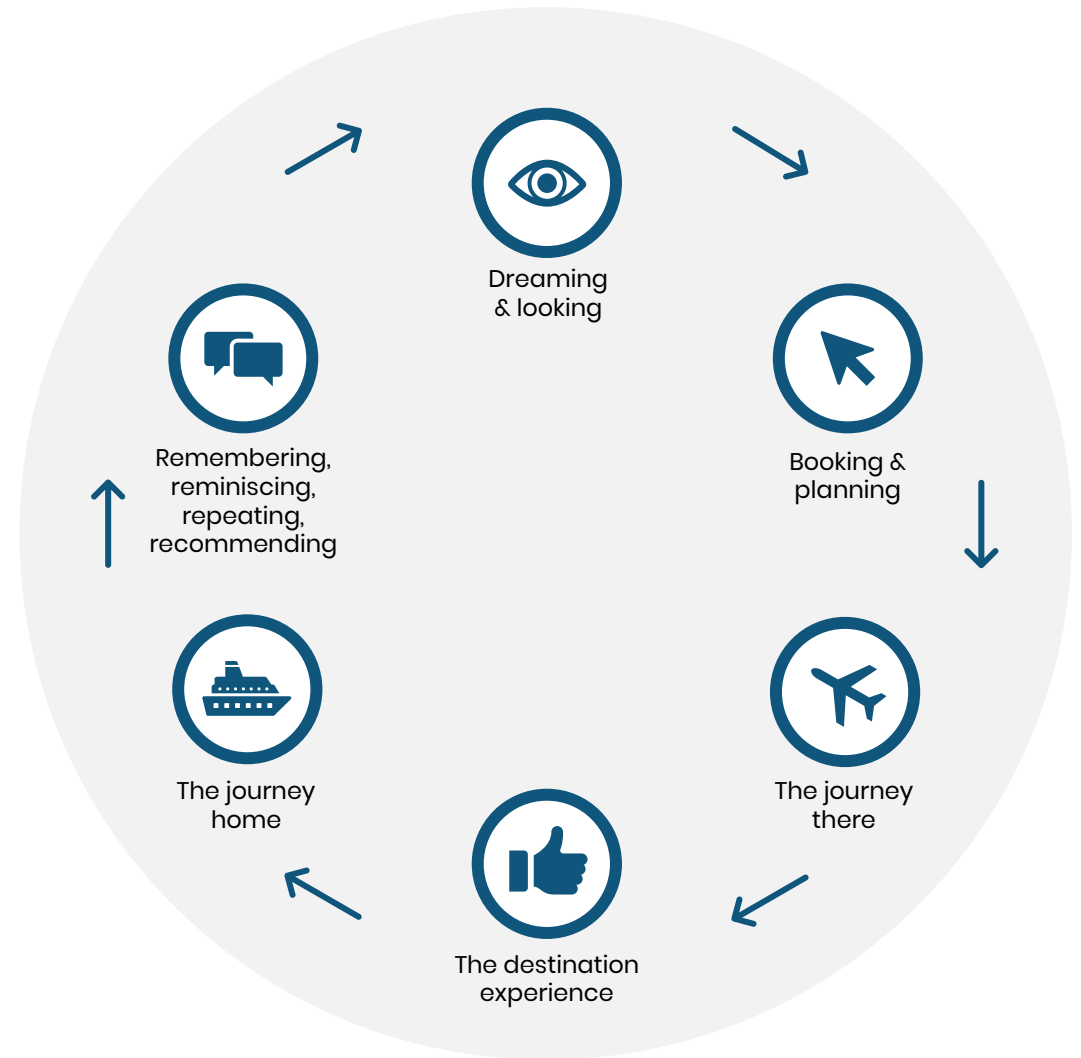 Dreaming
& looking
Booking &
planning
The journey
there
The destination
experience
The journey
home
Remembering,
reminiscing,
repeating,
recommending